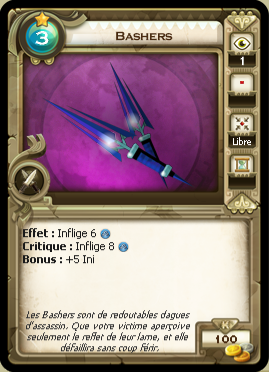 3
BASHERS
1
Libre
Effet : Inflige 6
Critique : Inflige 8
Bonus : +5 Ini
Les Bashers sont de redoutables dagues
d'assassin. Que votre victime aperçoive
seulement le reflet de leur lame, et elle
défaillira sans coup férir.
K
100